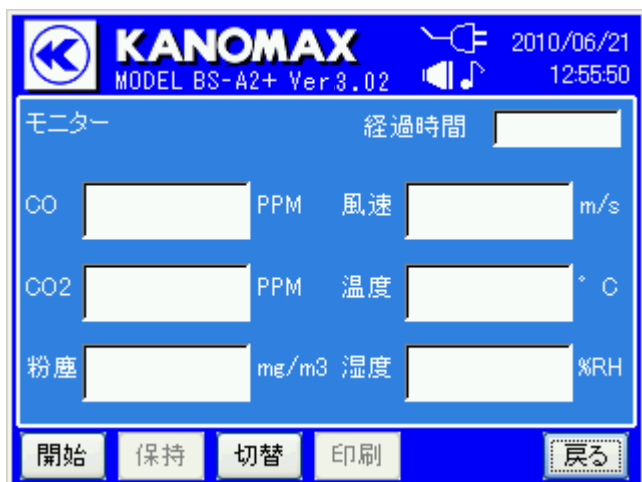 KANOMAX
MODEL BS-A2+ Ver3.02
2010/06/21
12:55:50
モニター
経過時間
CO PPM 風速 m/s
CO2 PPM 温度 ° C
粉塵 mg/m3 湿度 %RH
開始 保持 切替 印刷 戻る